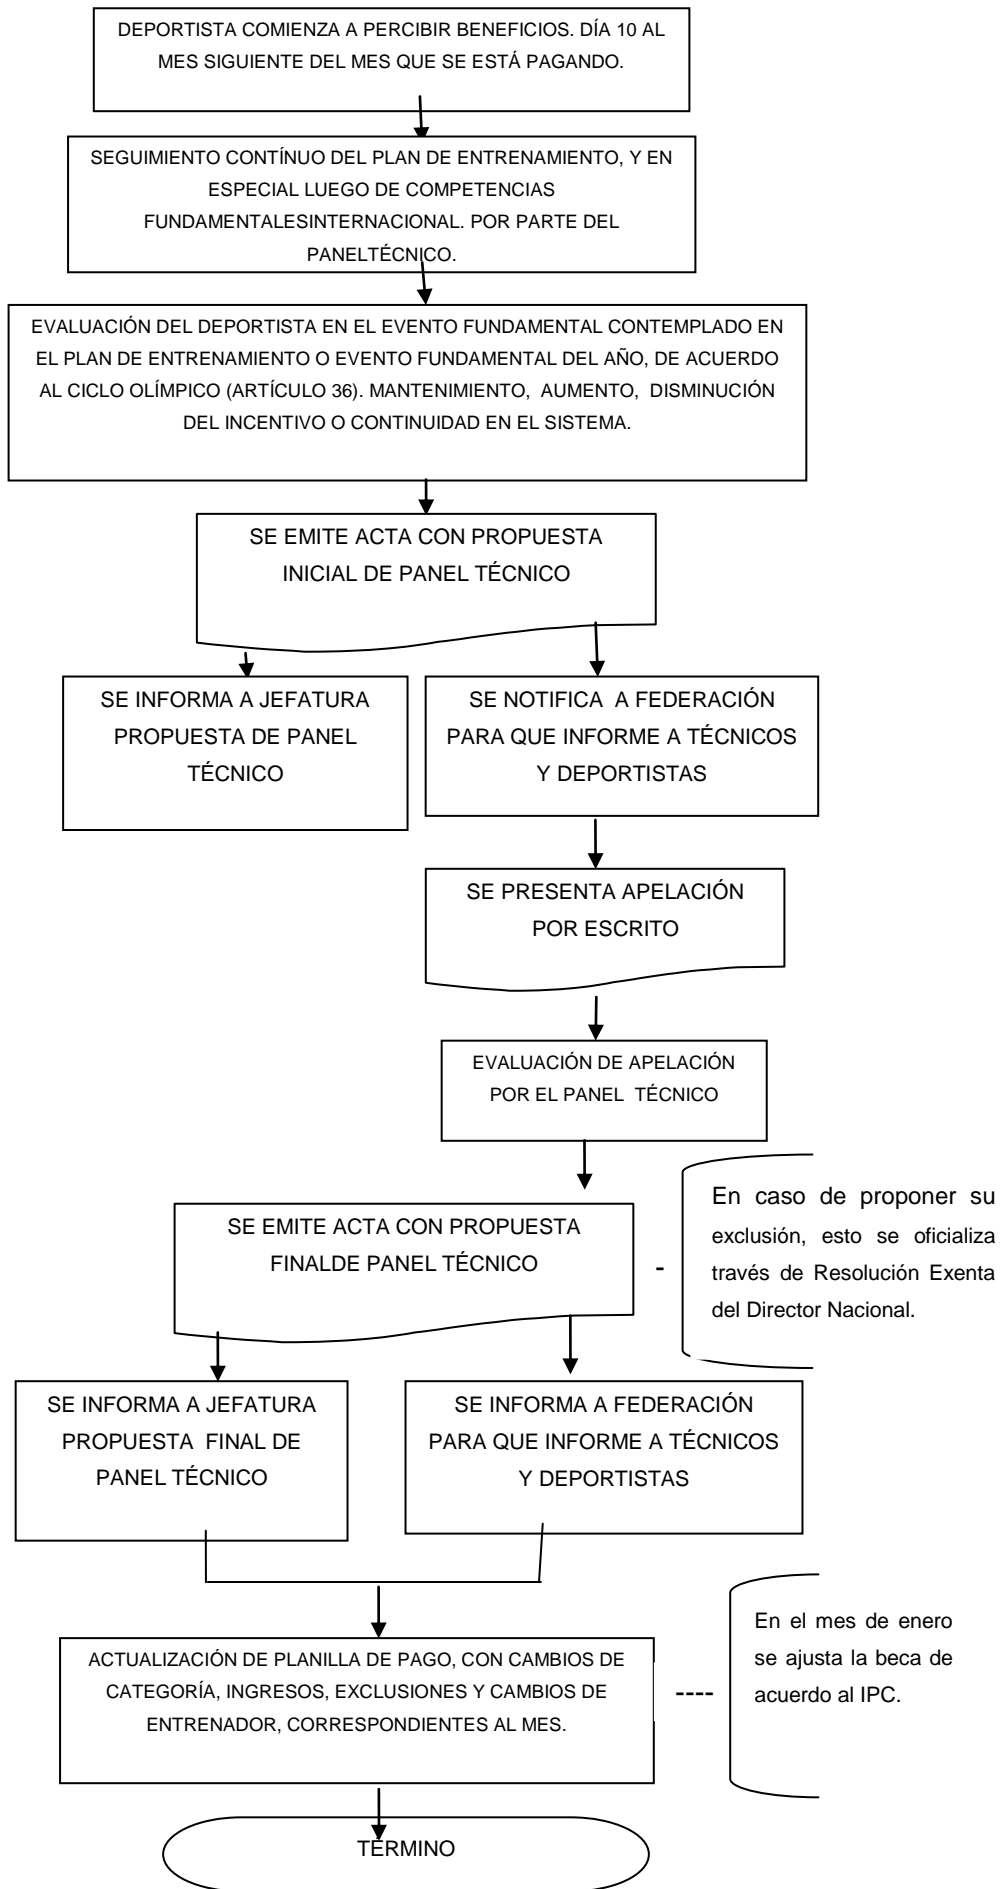 DEPORTISTA COMIENZA A PERCIBIR BENEFICIOS. DÍA 10 AL
MES SIGUIENTE DEL MES QUE SE ESTÁ PAGANDO.
SEGUIMIENTO CONTÍNUO DEL PLAN DE ENTRENAMIENTO, Y EN
ESPECIAL LUEGO DE COMPETENCIAS
FUNDAMENTALESINTERNACIONAL. POR PARTE DEL
PANELTÉCNICO.
EVALUACIÓN DEL DEPORTISTA EN EL EVENTO FUNDAMENTAL CONTEMPLADO EN
EL PLAN DE ENTRENAMIENTO O EVENTO FUNDAMENTAL DEL AÑO, DE ACUERDO
AL CICLO OLÍMPICO (ARTÍCULO 36). MANTENIMIENTO, AUMENTO, DISMINUCIÓN
DEL INCENTIVO O CONTINUIDAD EN EL SISTEMA.
SE EMITE ACTA CON PROPUESTA
INICIAL DE PANEL TÉCNICO
SE INFORMA A JEFATURA
PROPUESTA DE PANEL
TÉCNICO
SE NOTIFICA A FEDERACIÓN
PARA QUE INFORME A TÉCNICOS
Y DEPORTISTAS
SE PRESENTA APELACIÓN
POR ESCRITO
EVALUACIÓN DE APELACIÓN
POR EL PANEL TÉCNICO
SE EMITE ACTA CON PROPUESTA
FINALDE PANEL TÉCNICO
-
En caso de proponer su
exclusión, esto se oficializa
través de Resolución Exenta
del Director Nacional.
SE INFORMA A JEFATURA
PROPUESTA FINAL DE
PANEL TÉCNICO
SE INFORMA A FEDERACIÓN
PARA QUE INFORME A TÉCNICOS
Y DEPORTISTAS
ACTUALIZACIÓN DE PLANILLA DE PAGO, CON CAMBIOS DE
CATEGORÍA, INGRESOS, EXCLUSIONES Y CAMBIOS DE
ENTRENADOR, CORRESPONDIENTES AL MES.
----
En el mes de enero
se ajusta la beca de
acuerdo al IPC.
TÉRMINO